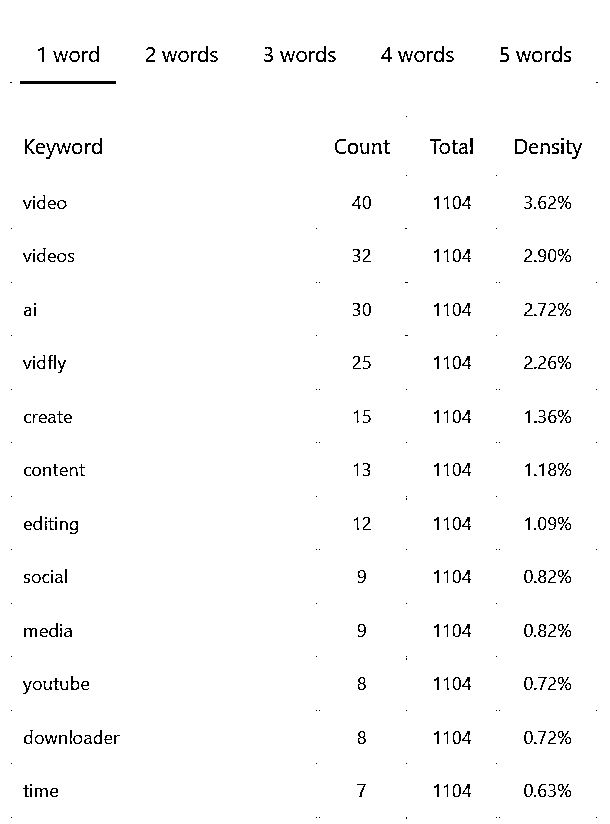 1 word 2 words 3 words 4 words 5 words
Keyword Count Total Density
video 40 1104 3.62%
videos 32 1104 2.90%
ai 30 1104 2.72%
vidfly 25 1104 2.26%
create 15 1104 1.36%
content 13 1104 1.18%
editing 12 1104 1.09%
social 9 1104 0.82%
media 9 1104 0.82%
youtube 8 1104 0.72%
downloader 8 1104 0.72%
time 7 1104 0.63%